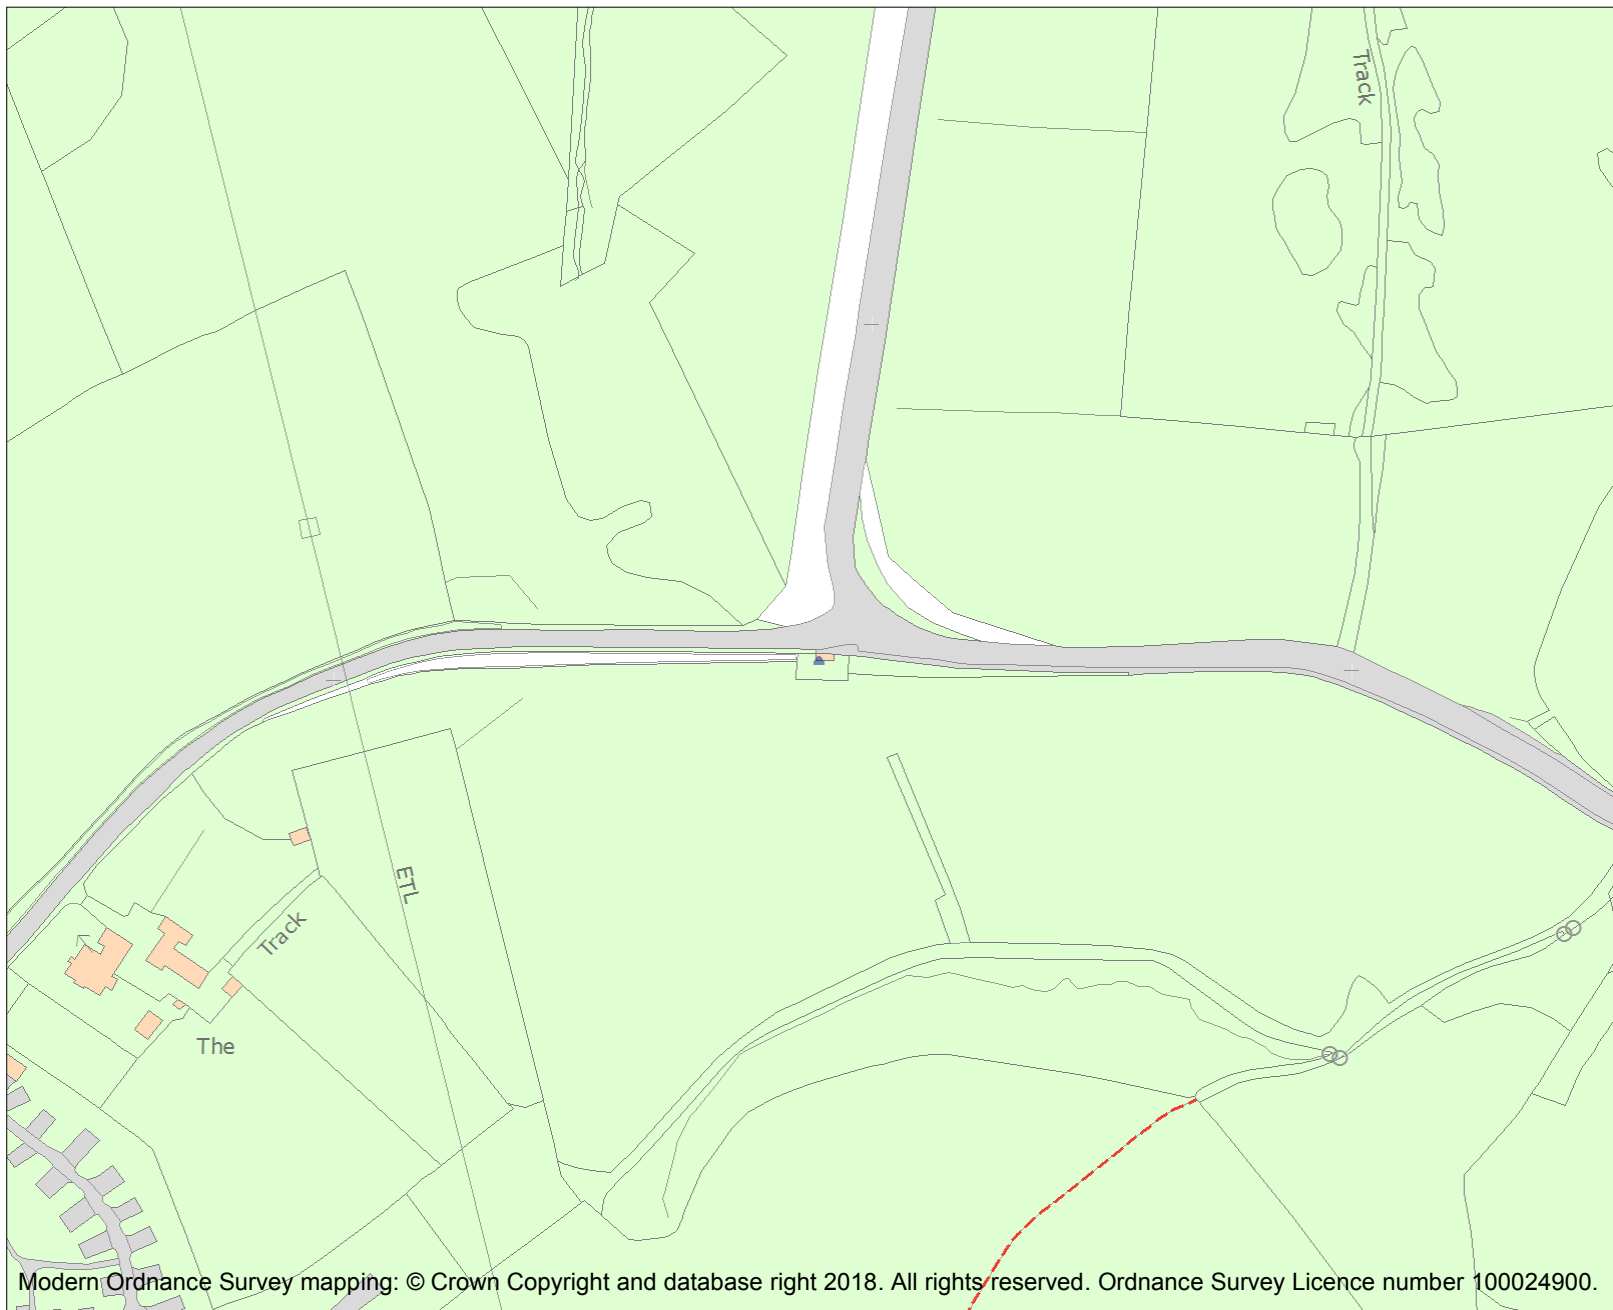 Track
ETL
Track
The
Modern Ordnance Survey mapping: © Crown Copyright and database right 2018. All rights reserved. Ordnance Survey Licence number 100024900.